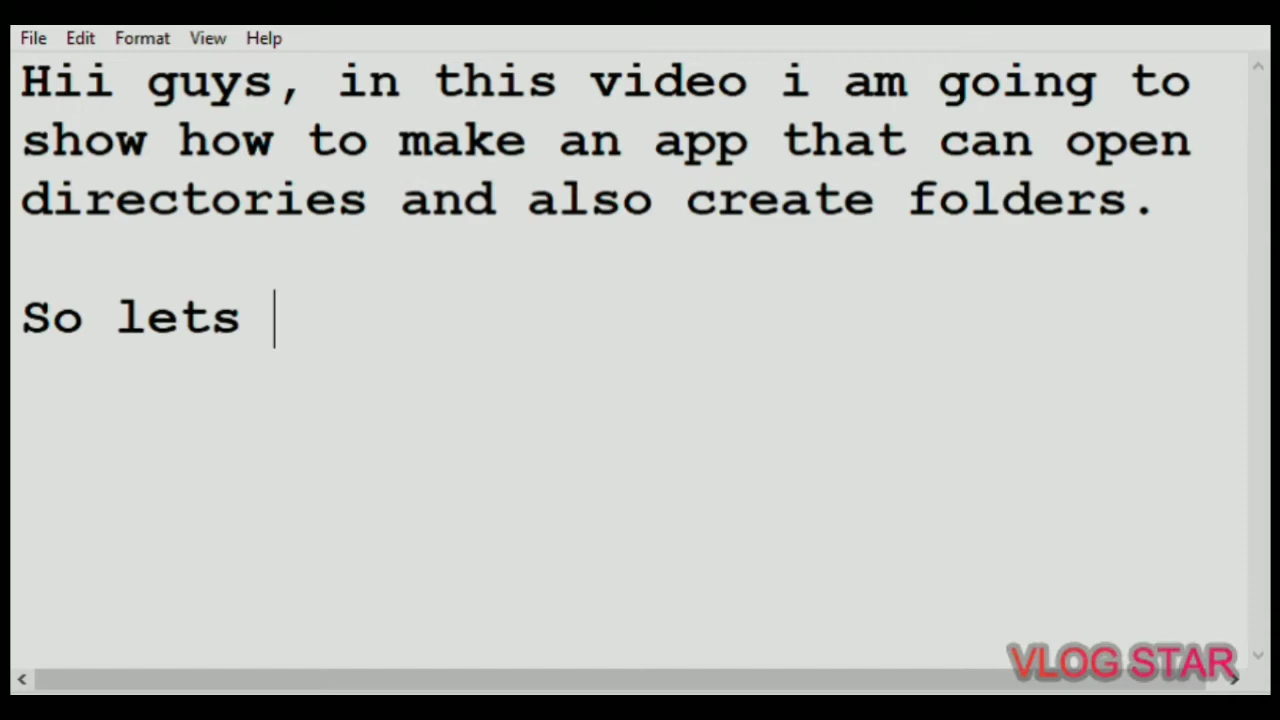 File Edit Format View Help
Hii guys, in this video i am going to
show how to make an app that can open
directories and also create folders.
So lets
VLOG STAR